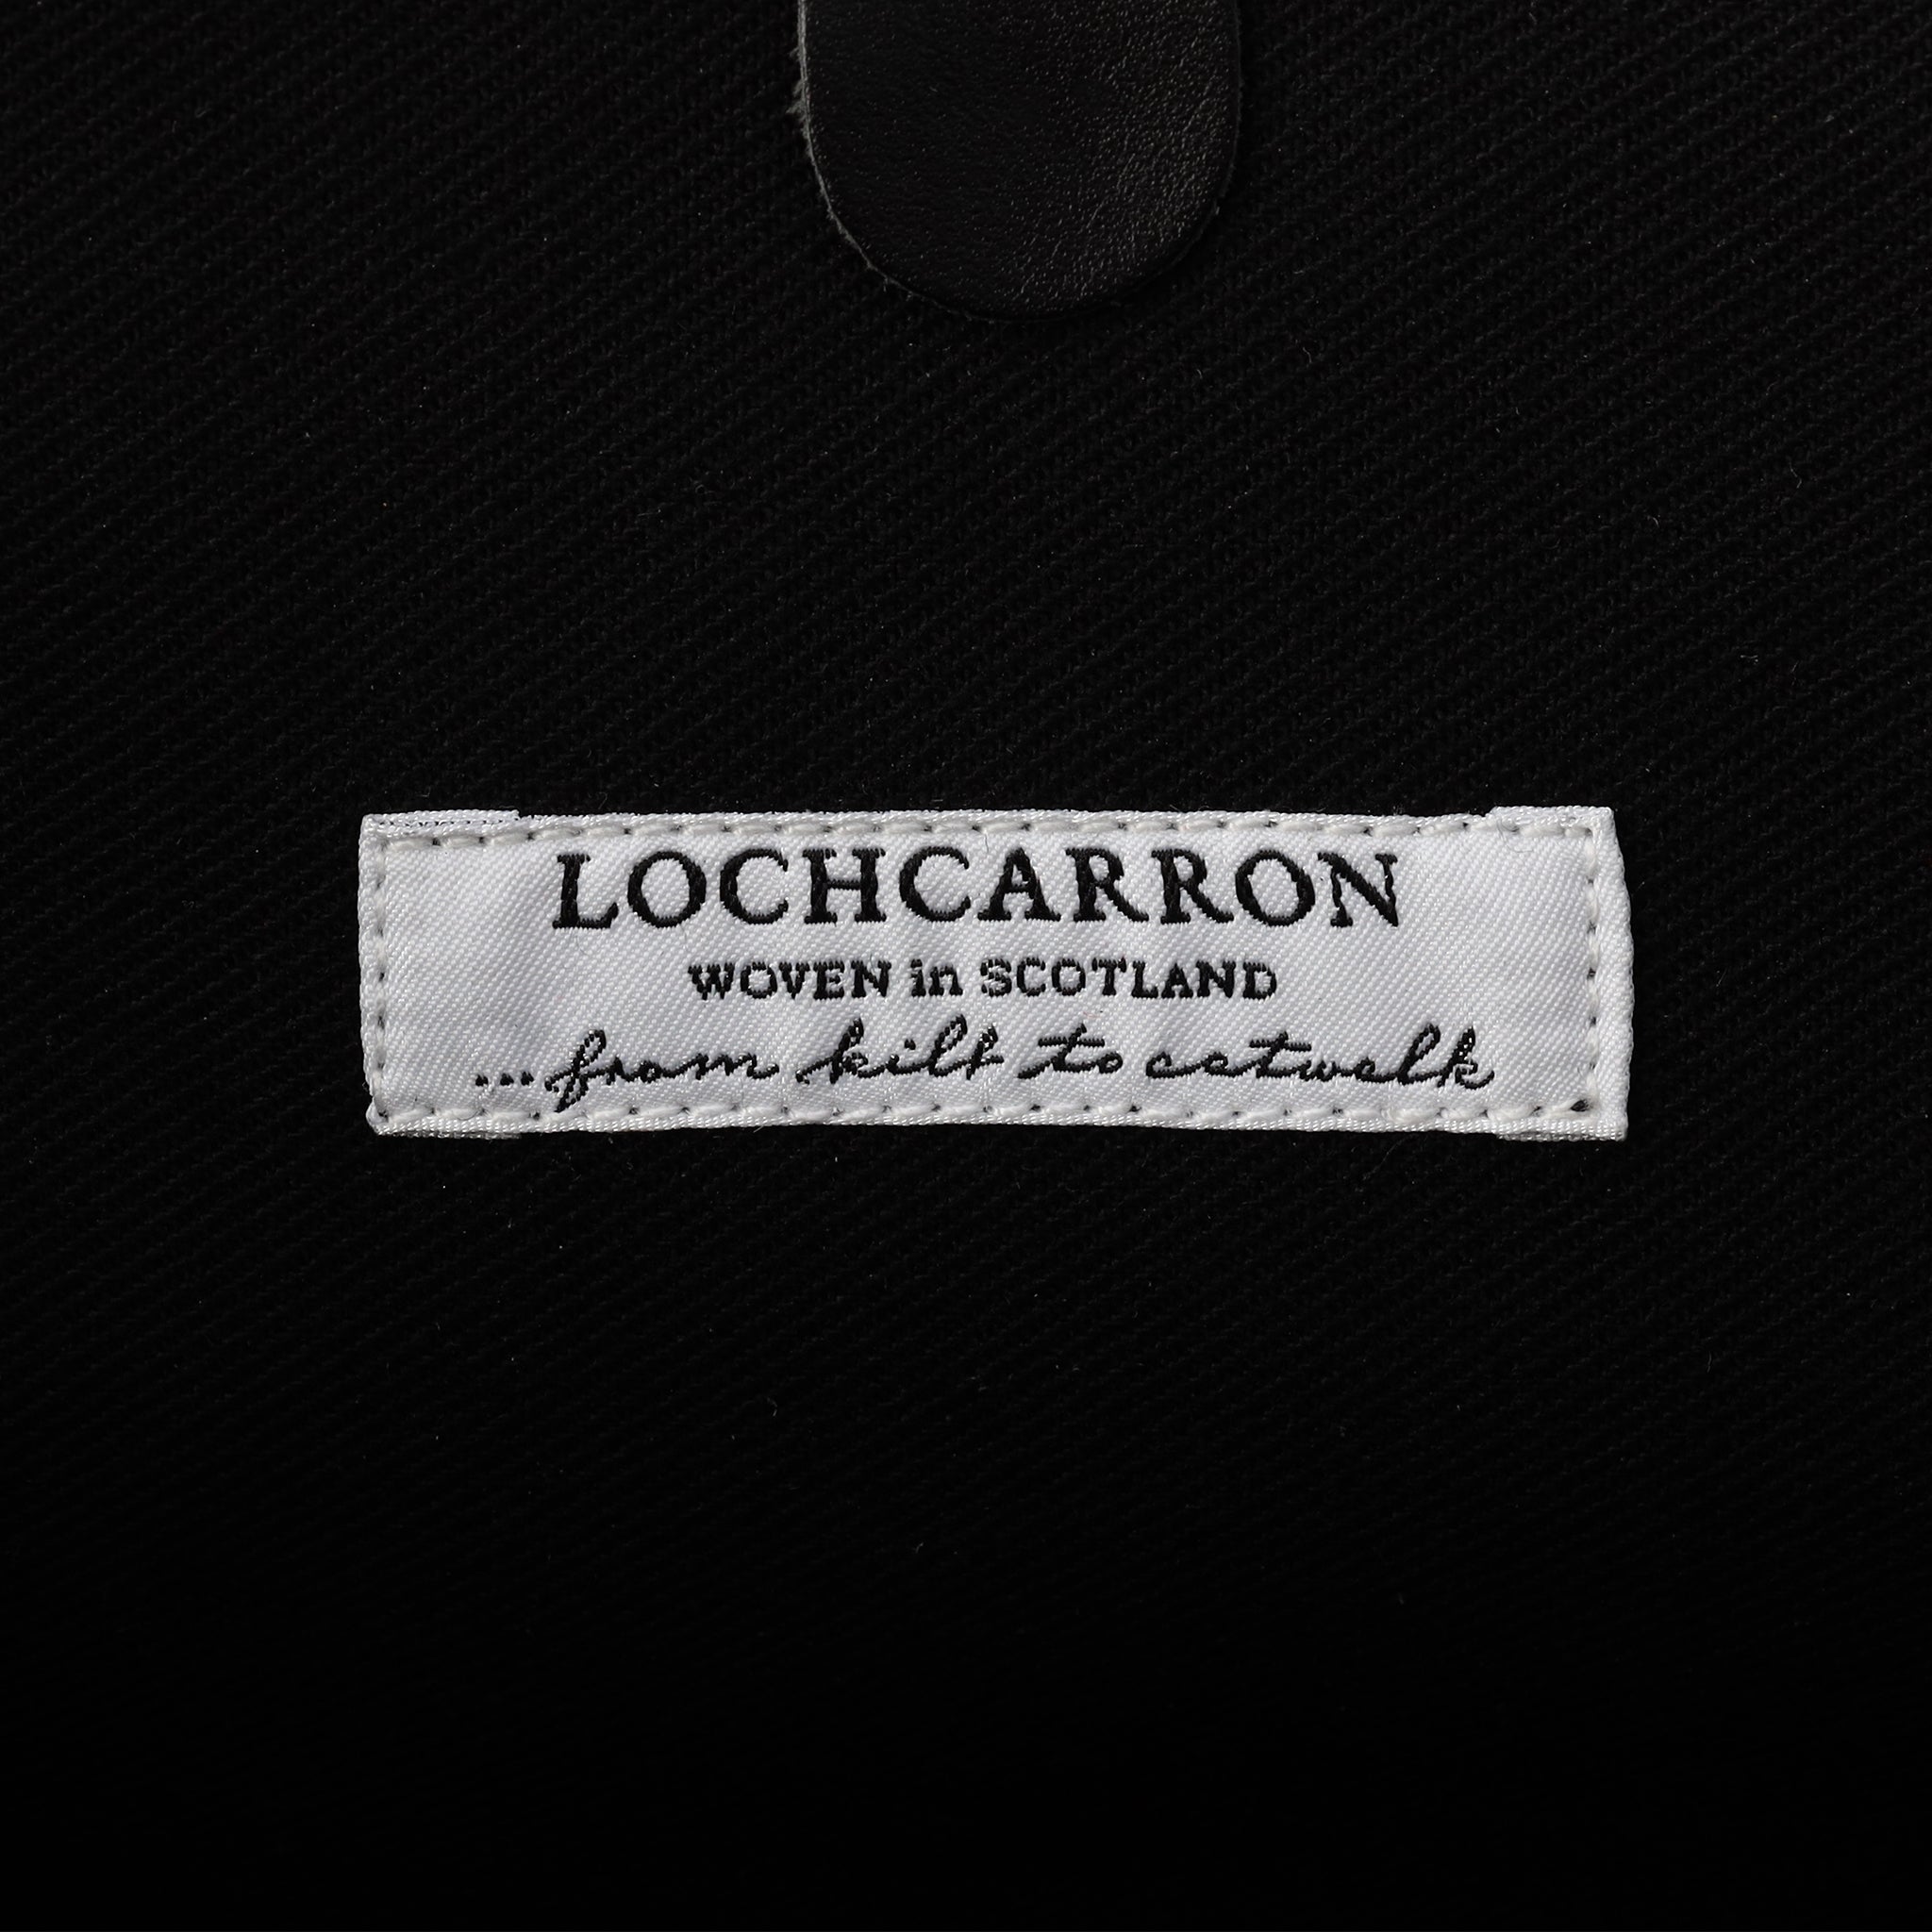 LOCHCARRON
WOVEN in SCOTLAND
...from kilt to catwalk